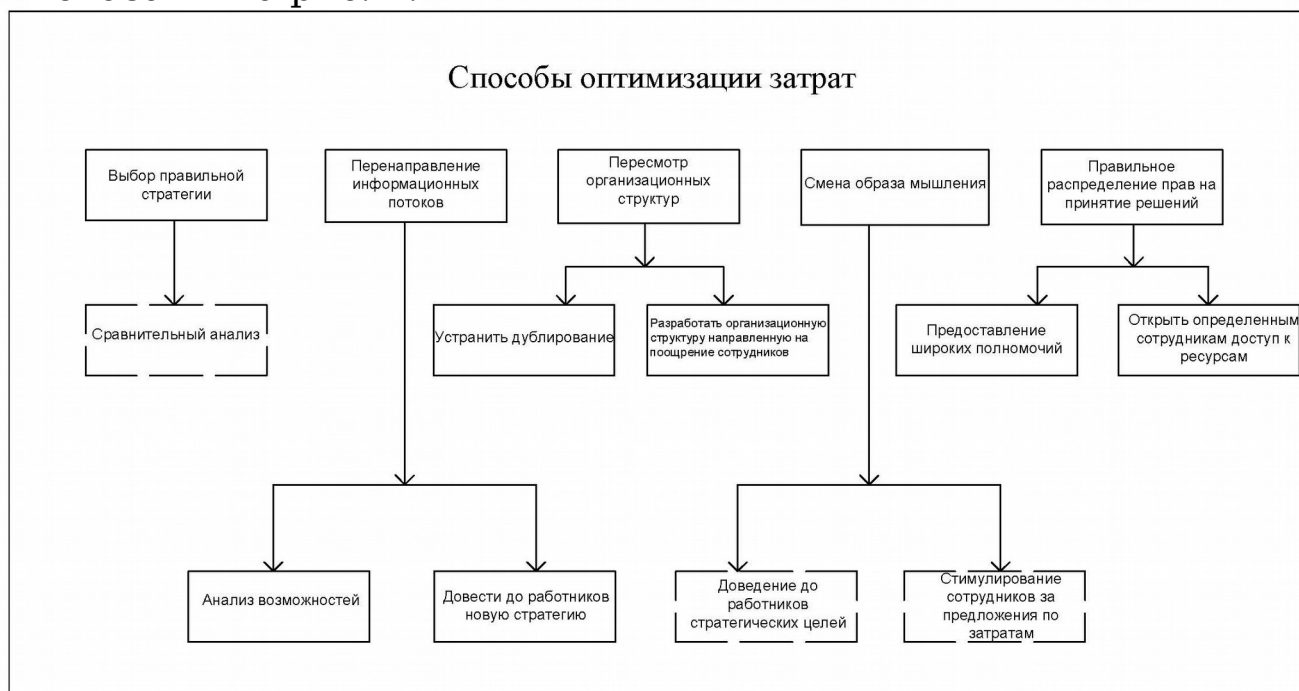 Способы оптимизации затрат
Выбор правильной
стратегии
Перенаправление
информационных
потоков
Пересмотр
организационных
структур
Смена образа мышления
Правильное
распределение прав на
принятие решений
Сравнительный анализ
Устранить дублирование
Разработать организационную
структуру направленную на
поощрение сотрудников
Предоставление
широких полномочий
Открыть определенным
сотрудникам доступ к
ресурсам
Анализ возможностей
Довести до работников
новую стратегию
Доведение до
работников
стратегических целей
Стимулирование
сотрудников за
предложения по
затратам